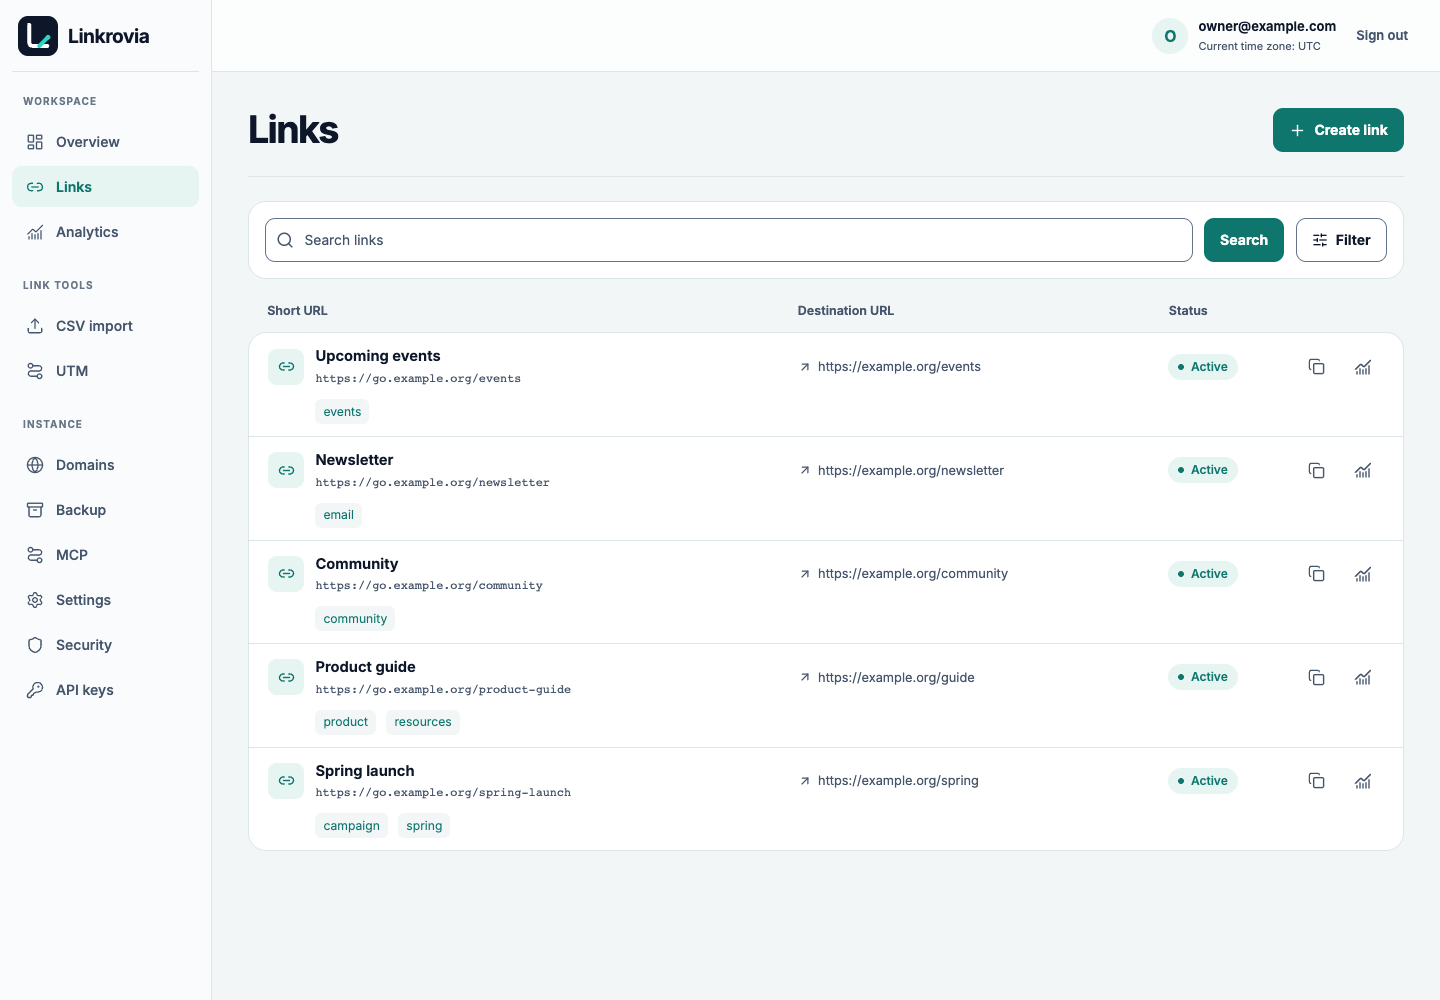 Linkrovia
owner@example.com
O
Current time zone: UTC
Sign out
WORKSPACE
Overview
Links
Analytics
LINK TOOLS
CSV import
UTM
INSTANCE
Domains
Backup
MCP
Settings
Security
API keys
Links
Create link
Search links
Search
Filter
Short URL
Destination URL
Status
Upcoming events
https://go.example.org/events
events
https://example.org/events
Active
Newsletter
https://go.example.org/newsletter
email
https://example.org/newsletter
Active
Community
https://go.example.org/community
community
https://example.org/community
Active
Product guide
https://go.example.org/product-guide
product resources
https://example.org/guide
Active
Spring launch
https://go.example.org/spring-launch
campaign spring
https://example.org/spring
Active